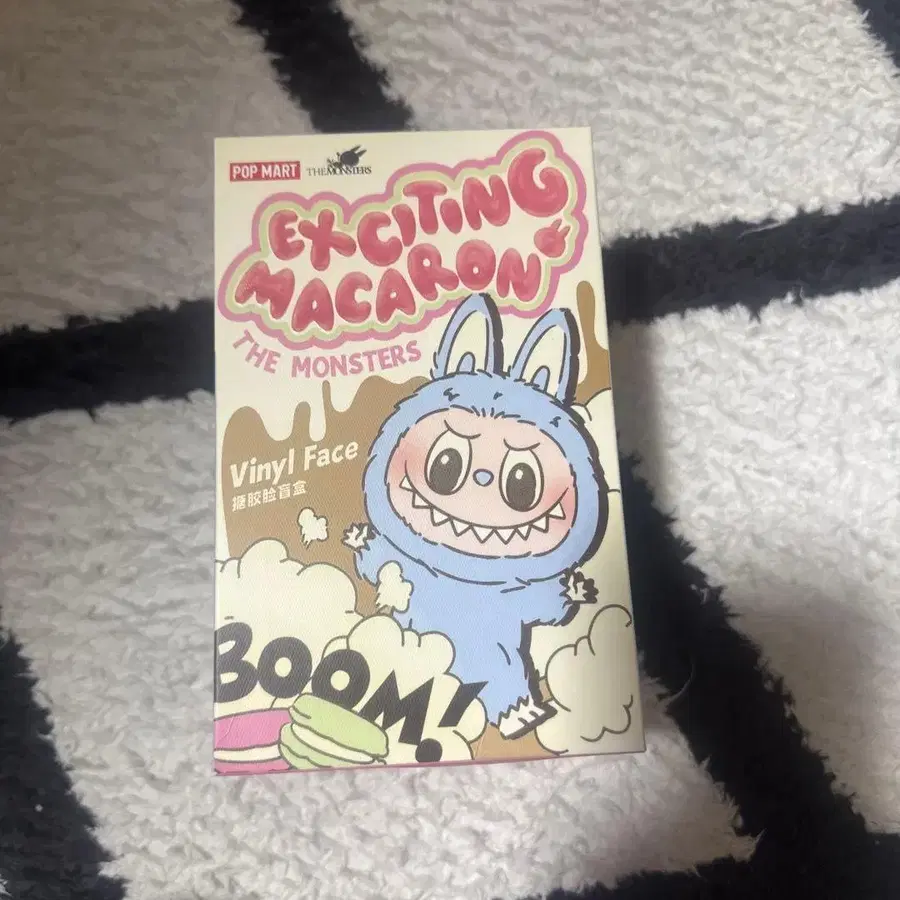 POP MART THE MONSTERS
EXCITING
MACARON
THE MONSTERS
Vinyl Face
搪胶脸盲盒
BOOM!